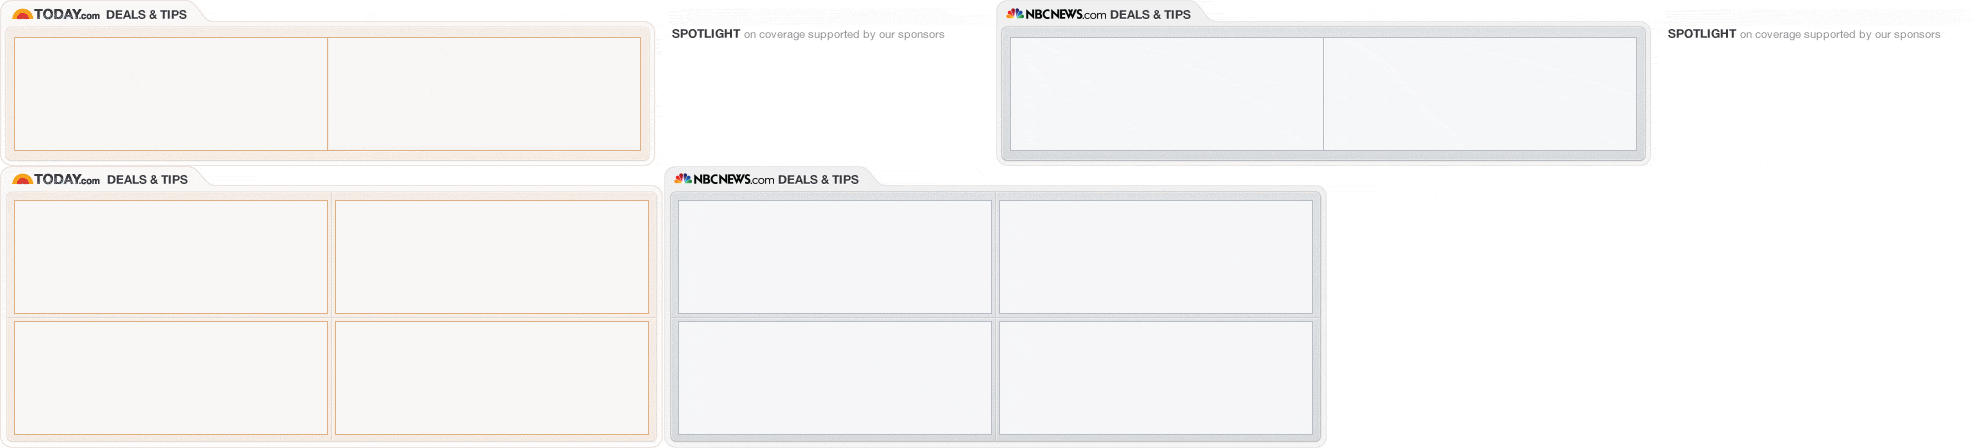 TODAY.com DEALS & TIPS
SPOTLIGHT on coverage supported by our sponsors
NBCNEWS.com DEALS & TIPS
SPOTLIGHT on coverage supported by our sponsors
TODAY.com DEALS & TIPS
NBCNEWS.com DEALS & TIPS